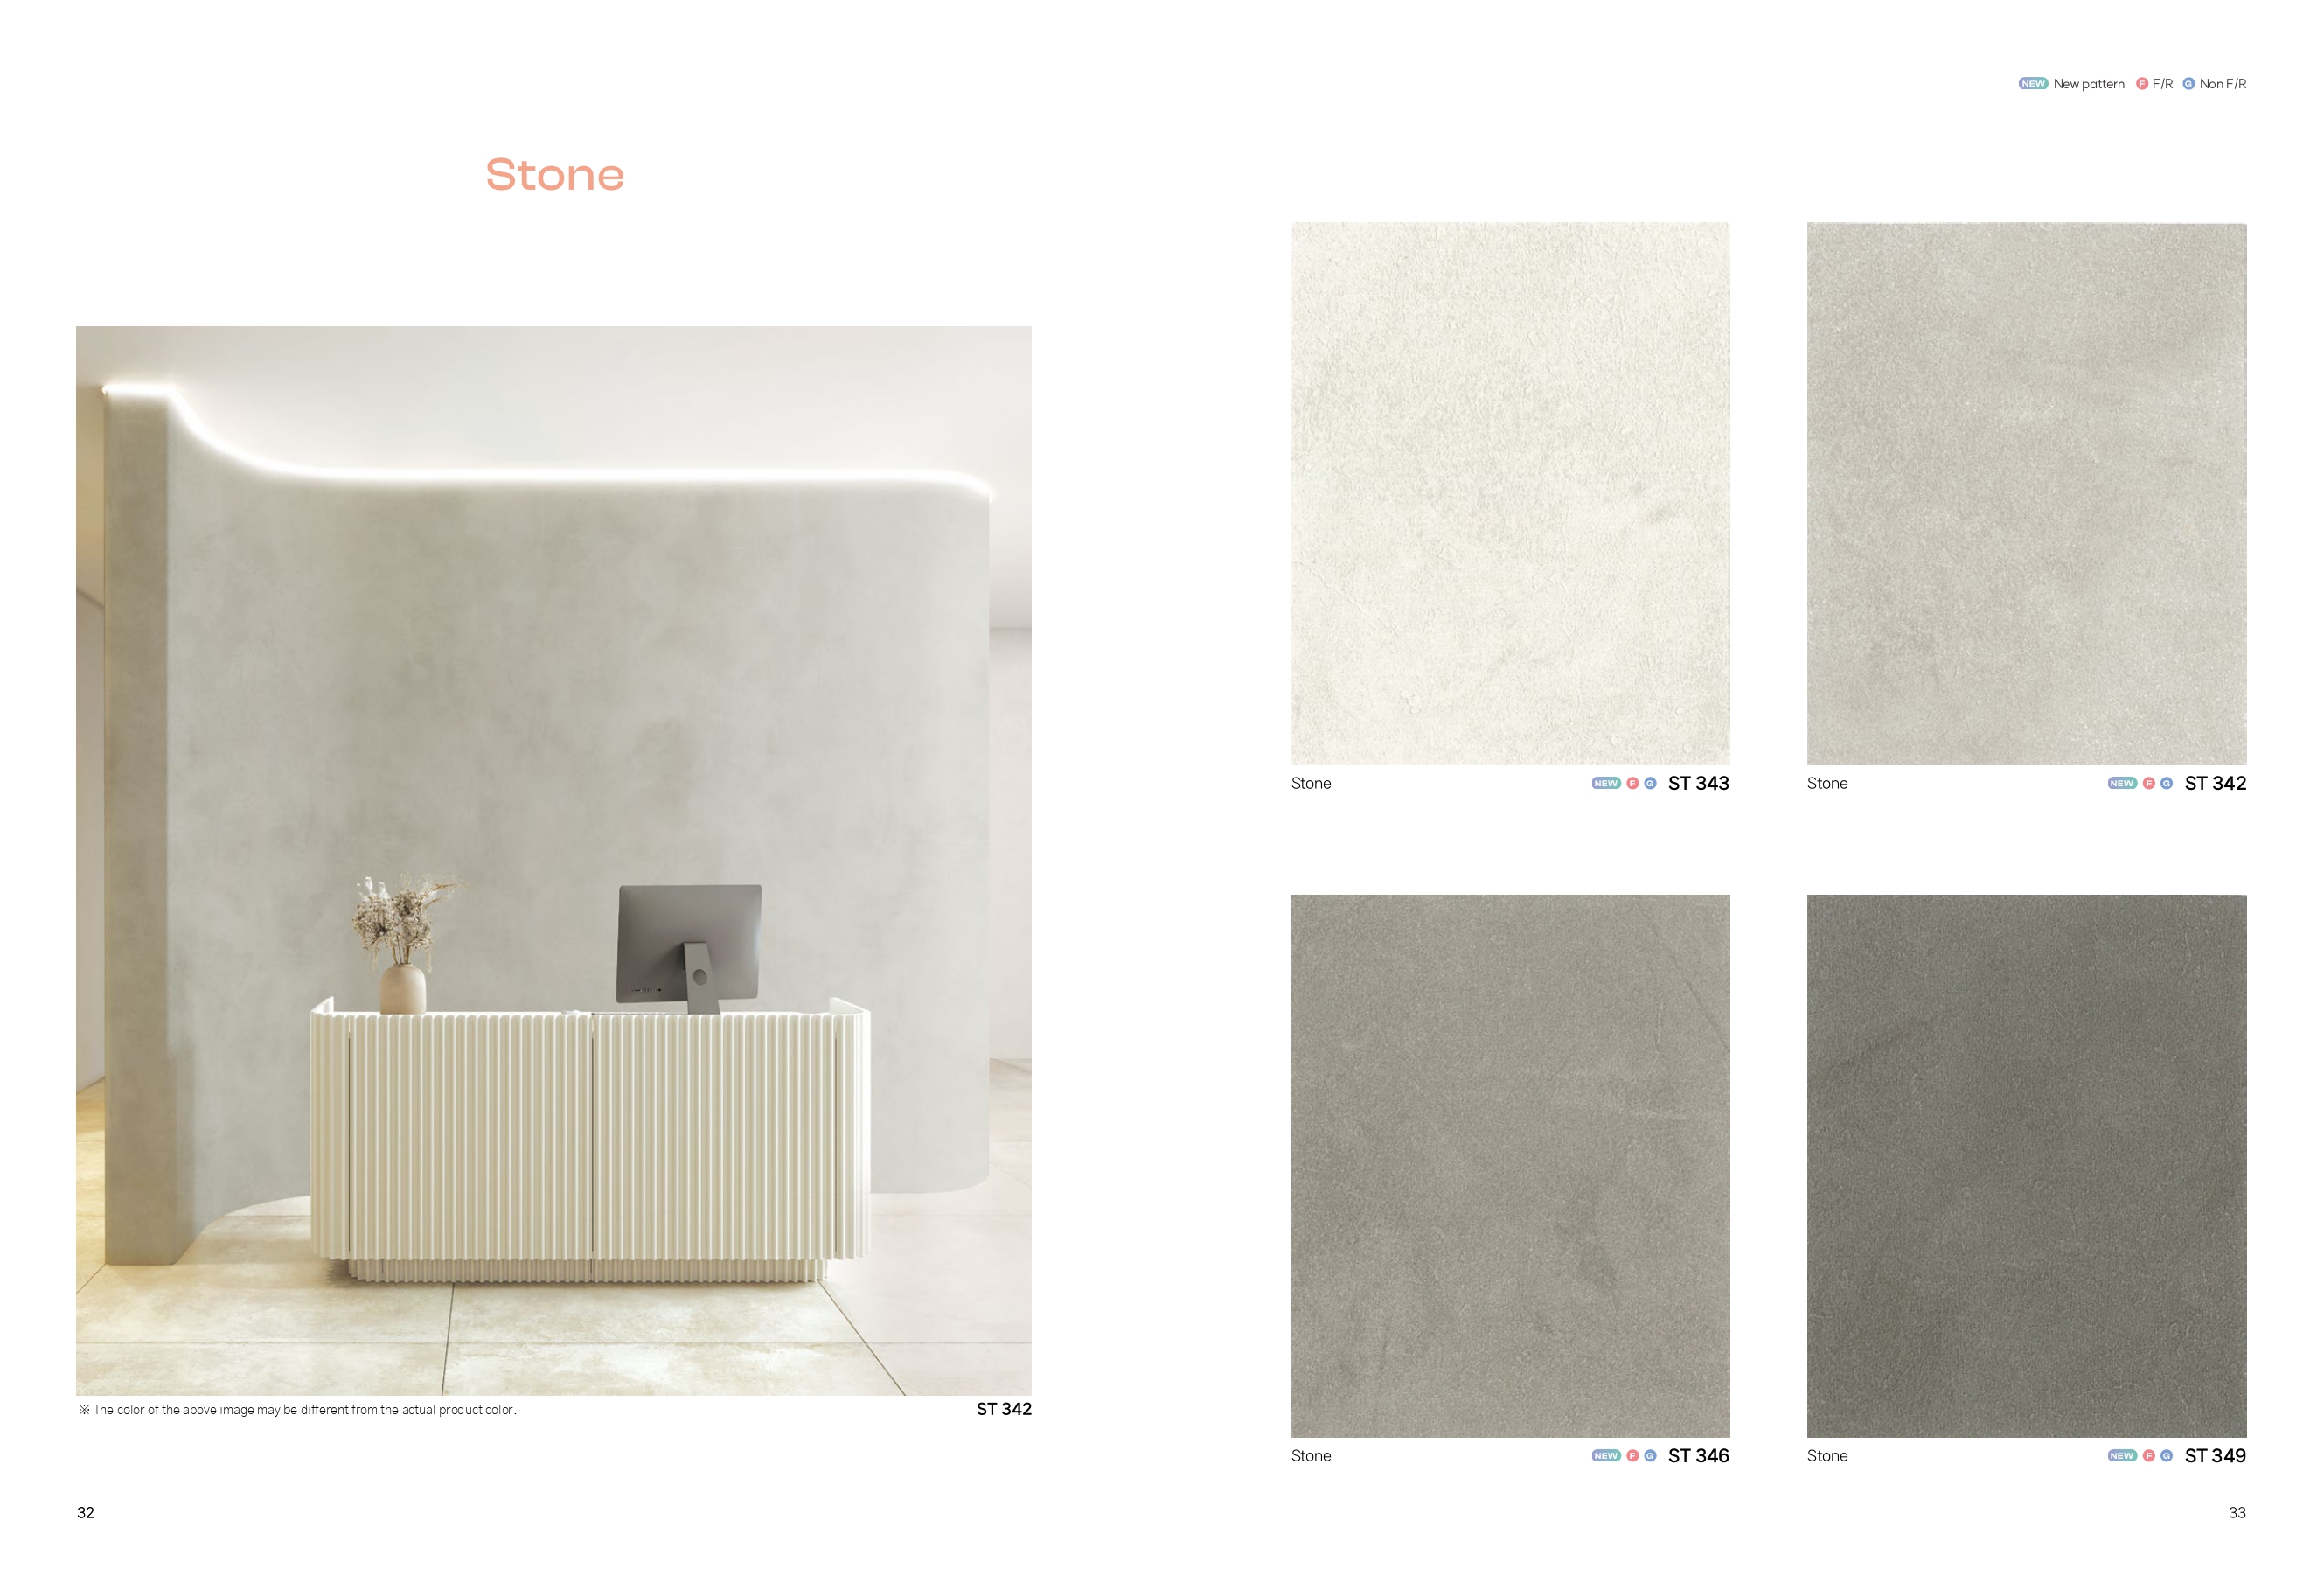 NEW New pattern F F/R G Non F/R
Stone
Stone NEW F G ST 343
Stone NEW F G ST 342
※ The color of the above image may be different from the actual product color. ST 342
Stone NEW F G ST 346
Stone NEW F G ST 349
32
33